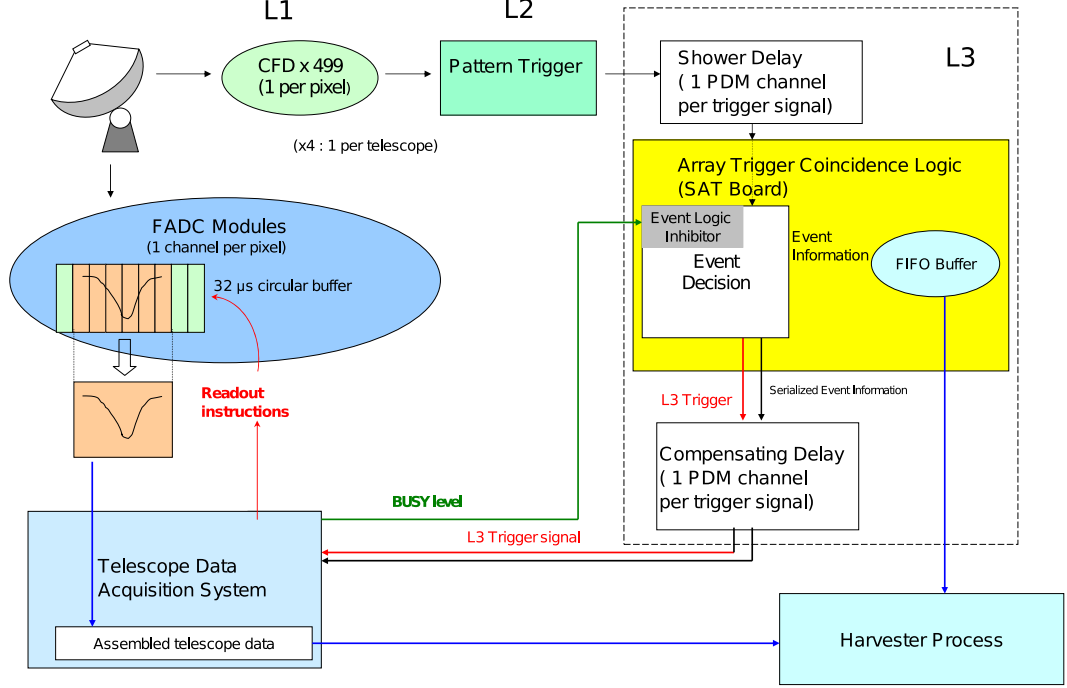 L1
L2
L3
CFD x 499
(1 per pixel)
Pattern Trigger
Shower Delay
( 1 PDM channel
per trigger signal)
(x4 : 1 per telescope)
Array Trigger Coincidence Logic
(SAT Board)
Event Logic
Inhibitor
Event
Decision
Event
Information
FIFO Buffer
FADC Modules
(1 channel per pixel)
32 µs circular buffer
Readout
instructions
L3 Trigger
Serialized Event Information
Compensating Delay
( 1 PDM channel
per trigger signal)
BUSY level
L3 Trigger signal
Telescope Data
Acquisition System
Assembled telescope data
Harvester Process